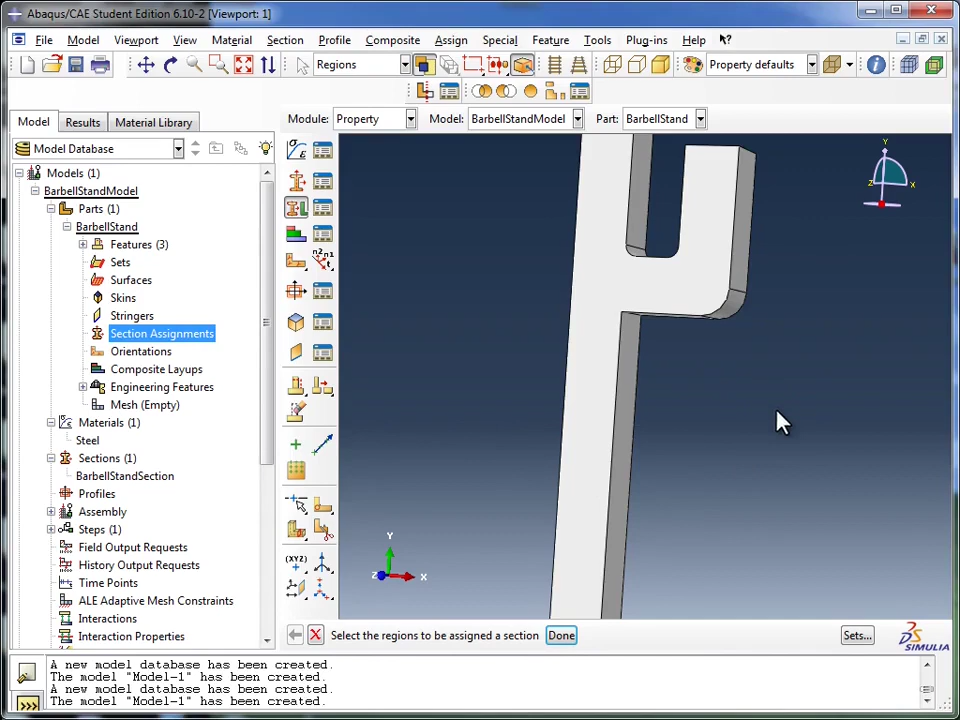 Abaqus/CAE Student Edition 6.10-2 [Viewport: 1]
File Model Viewport View Material Section Profile Composite Assign Special Feature Tools Plug-ins Help
Regions
Property defaults
Model Results Material Library
Module: Property Model: BarbellStandModel Part: BarbellStand
Model Database
Models (1)
BarbellStandModel
Parts (1)
BarbellStand
Features (3)
Sets
Surfaces
Skins
Stringers
Section Assignments
Orientations
Composite Layups
Engineering Features
Mesh (Empty)
Materials (1)
Steel
Sections (1)
BarbellStandSection
Profiles
Assembly
Steps (1)
Field Output Requests
History Output Requests
Time Points
ALE Adaptive Mesh Constraints
Interactions
Interaction Properties
n2 n1
t
(XYZ)
Y
Z
X
Y
Z
X
Select the regions to be assigned a section Done
Sets...
SIMULIA
A new model database has been created.
The model "Model-1" has been created.
A new model database has been created.
The model "Model-1" has been created.
>>>